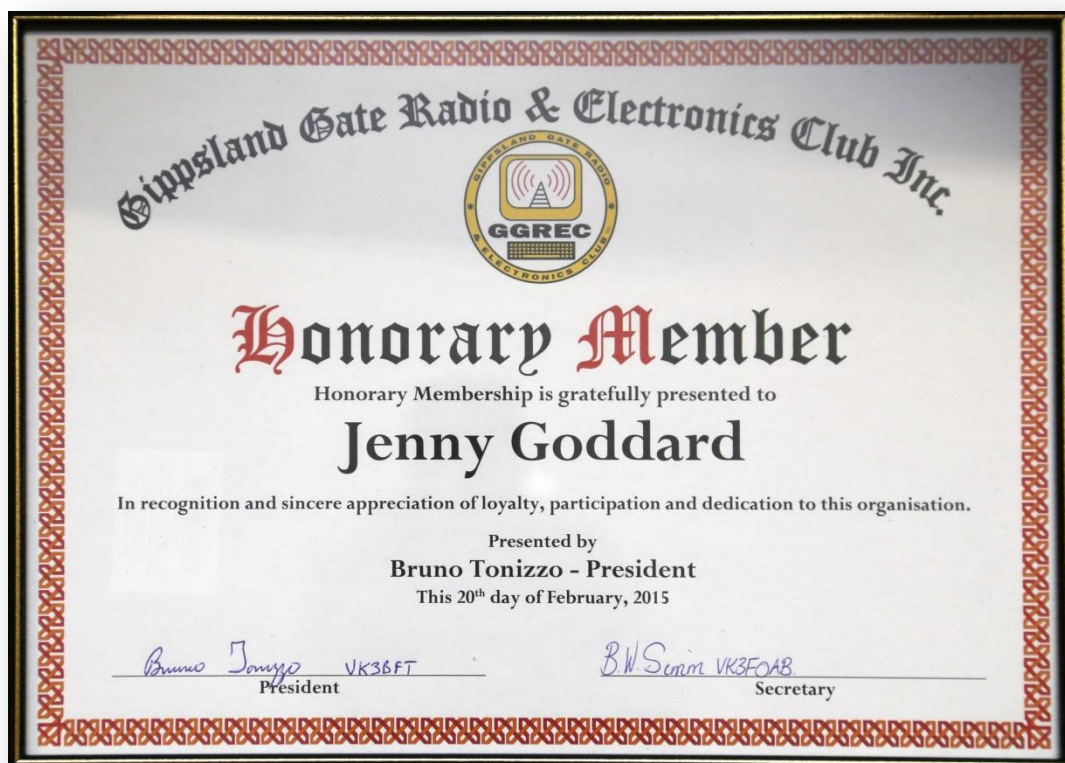 Gippsland Gate Radio & Electronics Club Inc.
GIPPSLAND GATE RADIO
GGREC
& ELECTRONICS CLUB
Honorary Member
Honorary Membership is gratefully presented to
Jenny Goddard
In recognition and sincere appreciation of loyalty, participation and dedication to this organisation.
Presented by
Bruno Tonizzo - President
This 20th day of February, 2015
Bruno Tonizzo VK3BFT
President
B.W. VK3FOAB.
Secretary